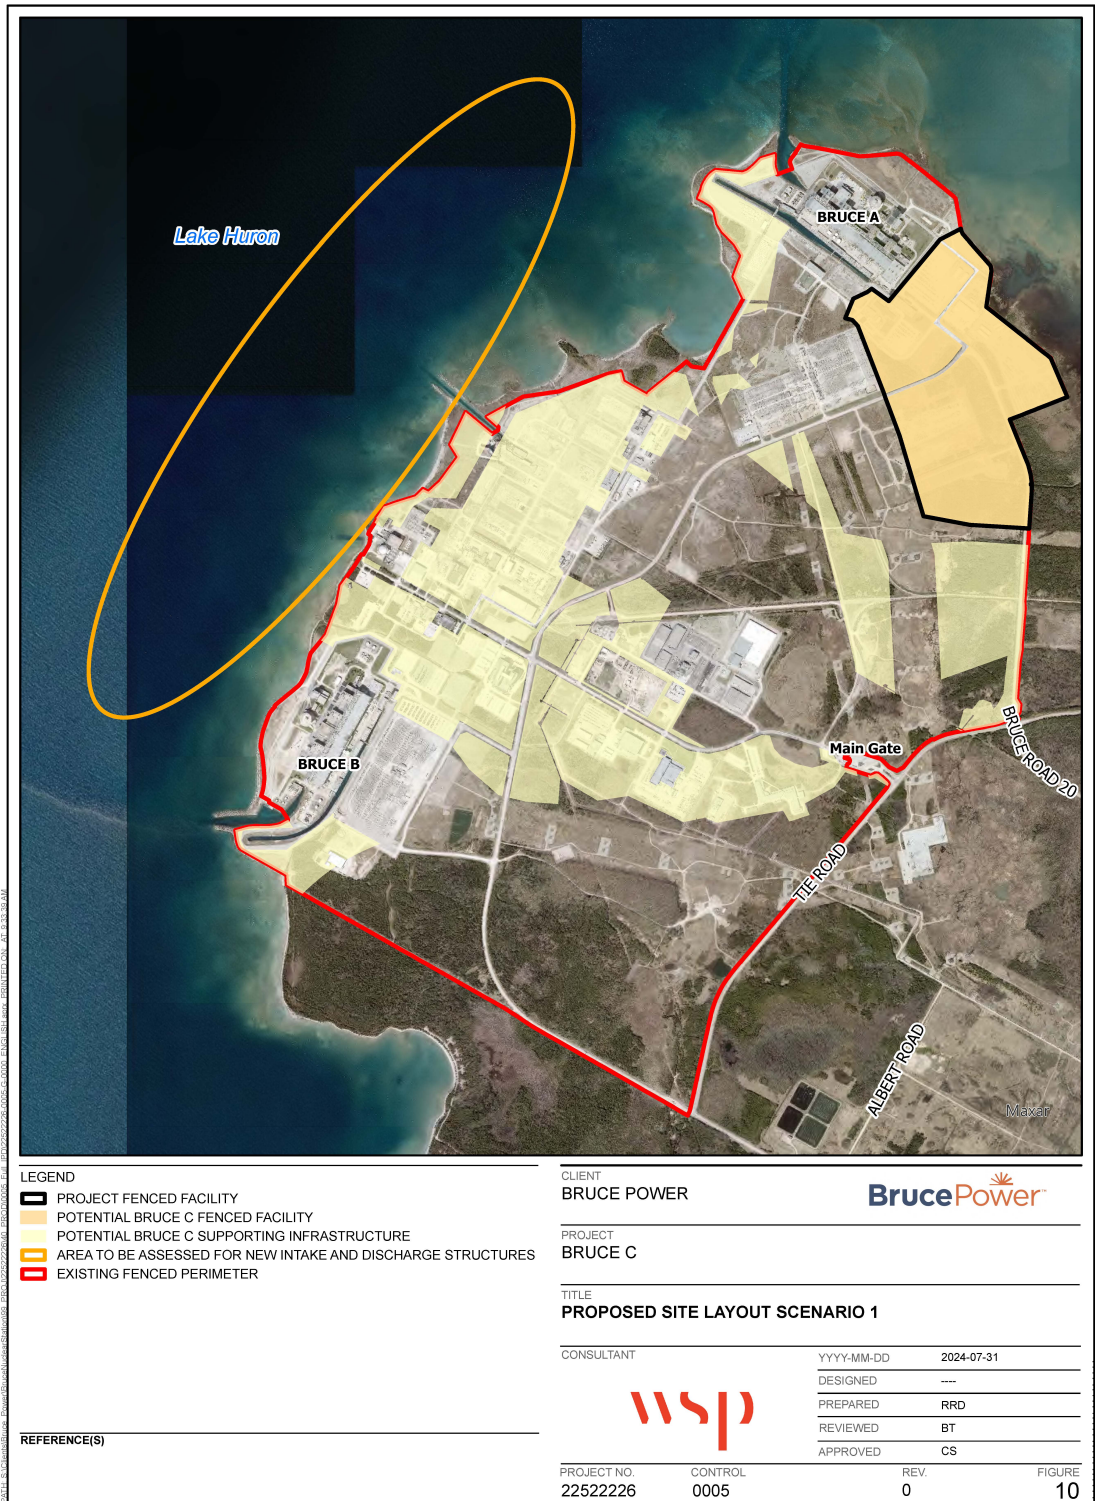 Lake Huron
BRUCE A
BRUCE B
Main Gate
BRUCE ROAD 20
TIE ROAD
ALBERT ROAD
Maxar
LEGEND
PROJECT FENCED FACILITY
POTENTIAL BRUCE C FENCED FACILITY
POTENTIAL BRUCE C SUPPORTING INFRASTRUCTURE
AREA TO BE ASSESSED FOR NEW INTAKE AND DISCHARGE STRUCTURES
EXISTING FENCED PERIMETER
REFERENCE(S)
CLIENT
BRUCE POWER
BrucePower
PROJECT
BRUCE C
TITLE
PROPOSED SITE LAYOUT SCENARIO 1
CONSULTANT
wsp
YYYY-MM-DD 2024-07-31
DESIGNED ----
PREPARED RRD
REVIEWED BT
APPROVED CS
PROJECT NO. CONTROL REV. FIGURE
22522226 0005 0 10